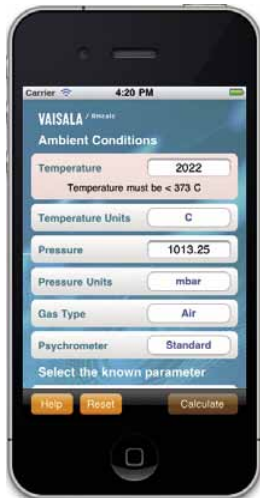 Carrier 4:20 PM
VAISALA / RHcalc
Ambient Conditions
Temperature 2022
Temperature must be < 373 C
Temperature Units C
Pressure 1013.25
Pressure Units mbar
Gas Type Air
Psychrometer Standard
Select the known parameter
Help Reset Calculate